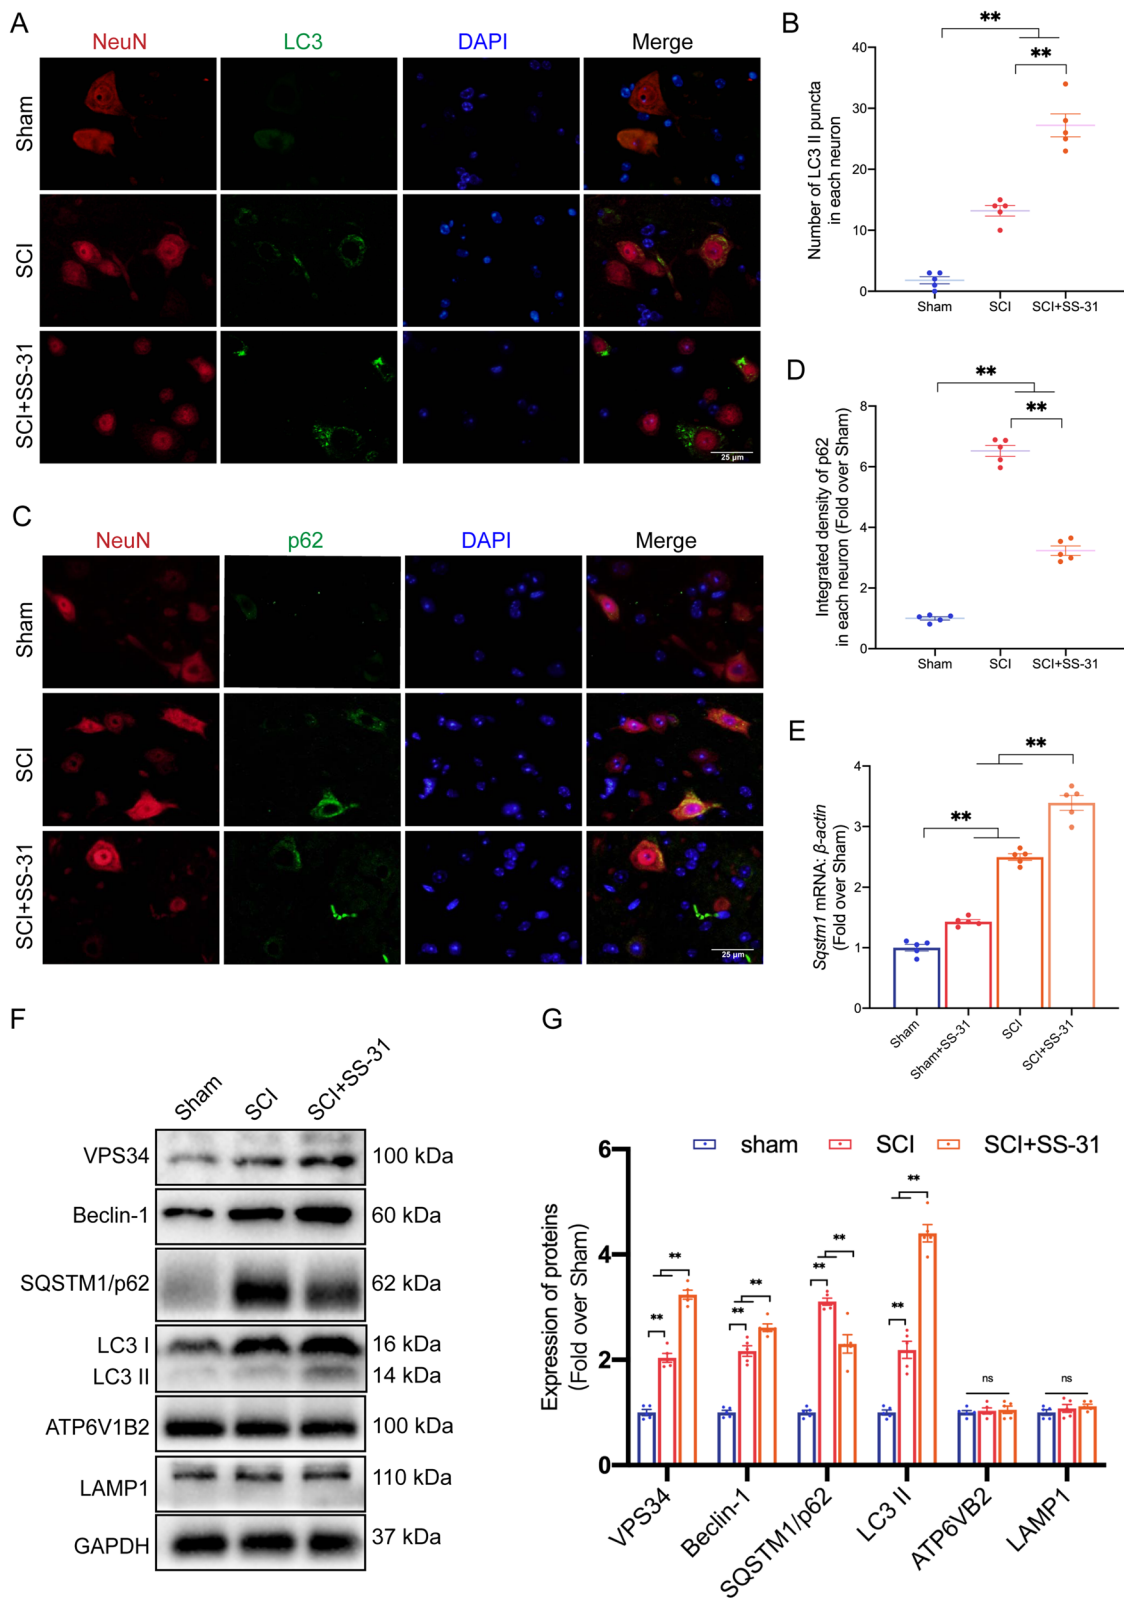 A
NeuN
LC3
DAPI
Merge
Sham
SCI
SCI+SS-31
25 μm
B
**
**
40
30
20
10
0
Number of LC3 II puncta
in each neuron
Sham
SCI
SCI+SS-31
C
NeuN
p62
DAPI
Merge
Sham
SCI
SCI+SS-31
25 μm
D
**
**
8
6
4
2
0
Integrated density of p62
in each neuron (Fold over Sham)
Sham
SCI
SCI+SS-31
E
**
**
4
3
2
1
0
Sqstm1 mRNA: β-actin
(Fold over Sham)
Sham
Sham+SS-31
SCI
SCI+SS-31
F
Sham
SCI
SCI+SS-31
VPS34
100 kDa
Beclin-1
60 kDa
SQSTM1/p62
62 kDa
LC3 I
16 kDa
LC3 II
14 kDa
ATP6V1B2
100 kDa
LAMP1
110 kDa
GAPDH
37 kDa
G
sham
SCI
SCI+SS-31
6
4
2
0
Expression of proteins
(Fold over Sham)
**
**
**
**
**
**
**
**
ns
ns
VPS34
Beclin-1
SQSTM1/p62
LC3 II
ATP6VB2
LAMP1